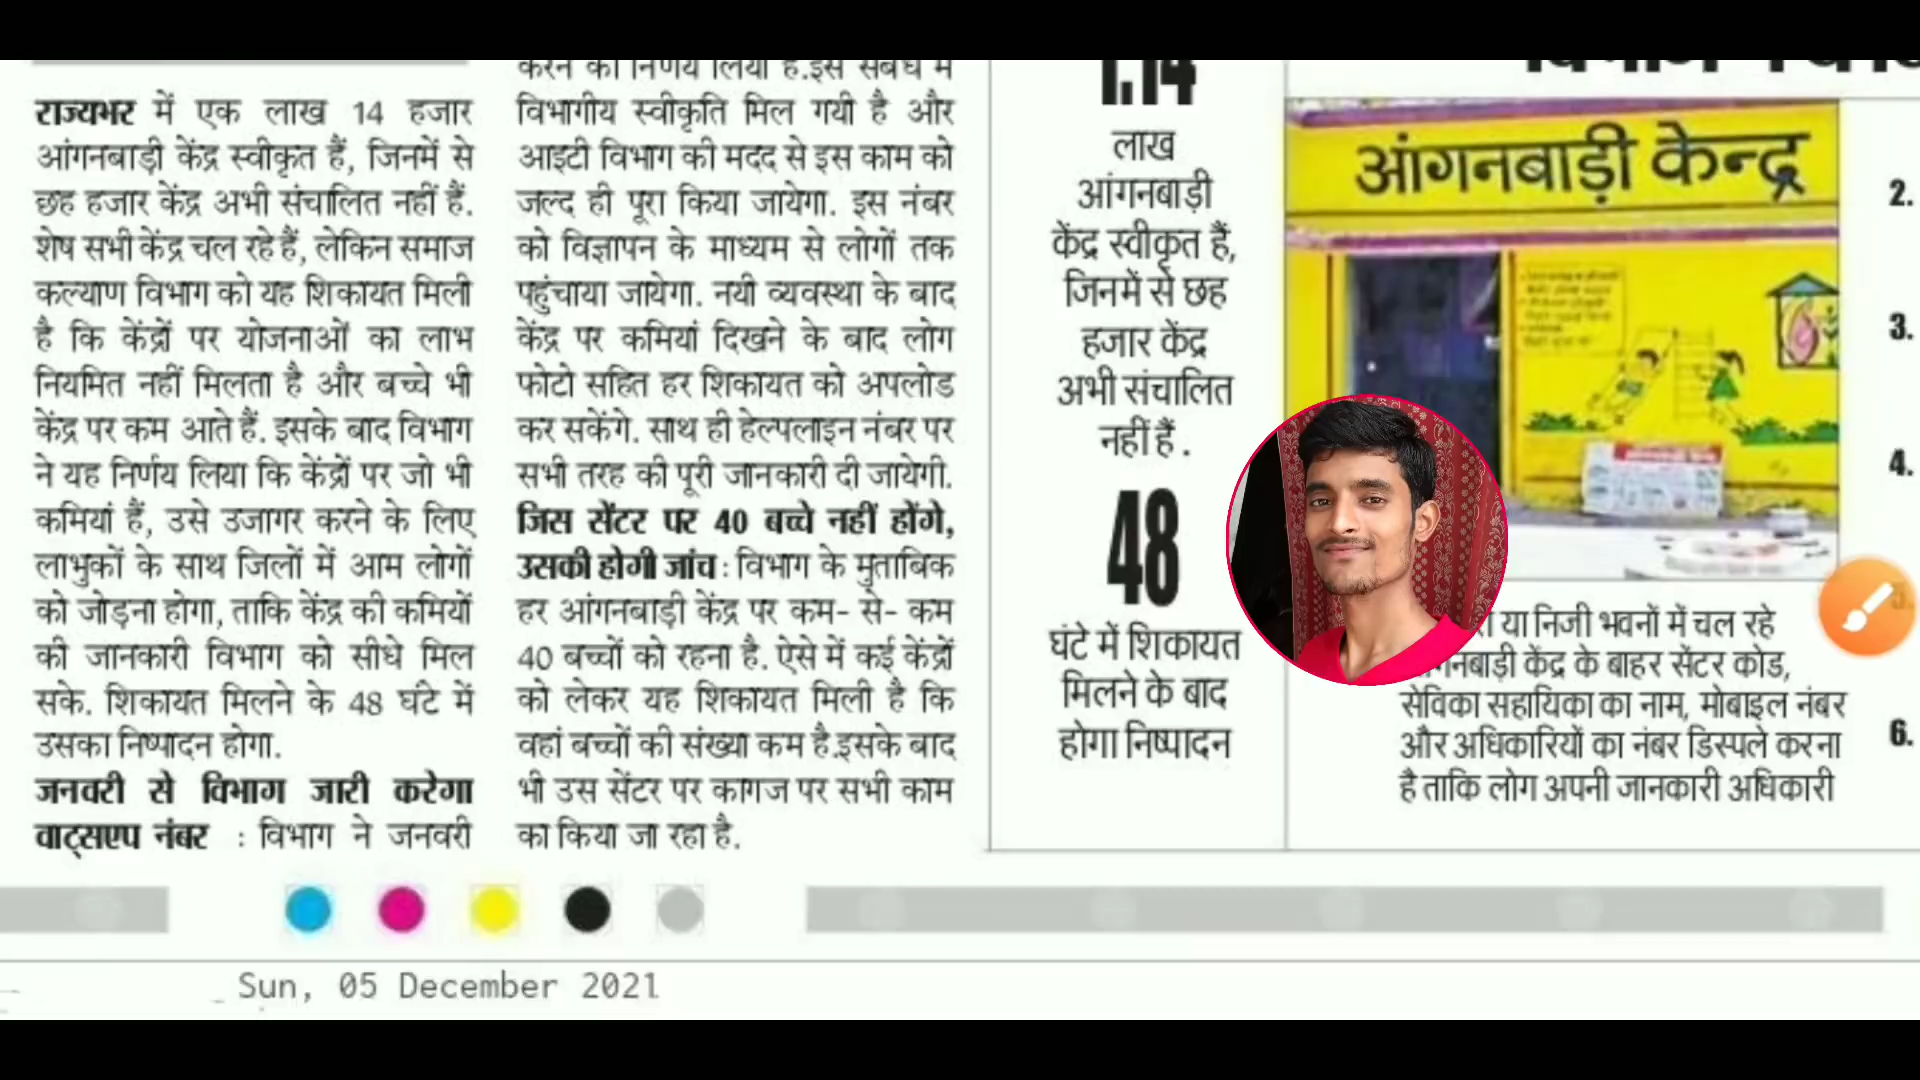 राज्यभर में एक लाख 14 हजार
आंगनबाड़ी केंद्र स्वीकृत हैं, जिनमें से
छह हजार केंद्र अभी संचालित नहीं हैं.
शेष सभी केंद्र चल रहे हैं, लेकिन समाज
कल्याण विभाग को यह शिकायत मिली
है कि केंद्रों पर योजनाओं का लाभ
नियमित नहीं मिलता है और बच्चे भी
केंद्र पर कम आते हैं. इसके बाद विभाग
ने यह निर्णय लिया कि केंद्रों पर जो भी
कमियां हैं, उसे उजागर करने के लिए
लाभुकों के साथ जिलों में आम लोगों
को जोड़ना होगा, ताकि केंद्र की कमियों
की जानकारी विभाग को सीधे मिल
सके. शिकायत मिलने के 48 घंटे में
उसका निष्पादन होगा.
जनवरी से विभाग जारी करेगा
वाट्सएप नंबर : विभाग ने जनवरी
करने का निर्णय लिया है.इस संबंध में
विभागीय स्वीकृति मिल गयी है और
आइटी विभाग की मदद से इस काम को
जल्द ही पूरा किया जायेगा. इस नंबर
को विज्ञापन के माध्यम से लोगों तक
पहुंचाया जायेगा. नयी व्यवस्था के बाद
केंद्र पर कमियां दिखने के बाद लोग
फोटो सहित हर शिकायत को अपलोड
कर सकेंगे. साथ ही हेल्पलाइन नंबर पर
सभी तरह की पूरी जानकारी दी जायेगी.
जिस सेंटर पर 40 बच्चे नहीं होंगे,
उसकी होगी जांच : विभाग के मुताबिक
हर आंगनबाड़ी केंद्र पर कम- से- कम
40 बच्चों को रहना है. ऐसे में कई केंद्रों
को लेकर यह शिकायत मिली है कि
वहां बच्चों की संख्या कम है.इसके बाद
भी उस सेंटर पर कागज पर सभी काम
का किया जा रहा है.
1.14
लाख
आंगनबाड़ी
केंद्र स्वीकृत हैं,
जिनमें से छह
हजार केंद्र
अभी संचालित
नहीं हैं .
48
घंटे में शिकायत
मिलने के बाद
होगा निष्पादन
आंगनबाड़ी केन्द्र
या निजी भवनों में चल रहे
केंद्र के बाहर सेंटर कोड,
सेविका सहायिका का नाम, मोबाइल नंबर
और अधिकारियों का नंबर डिस्पले करना
है ताकि लोग अपनी जानकारी अधिकारी
2.
3.
4.
6.
Sun, 05 December 2021